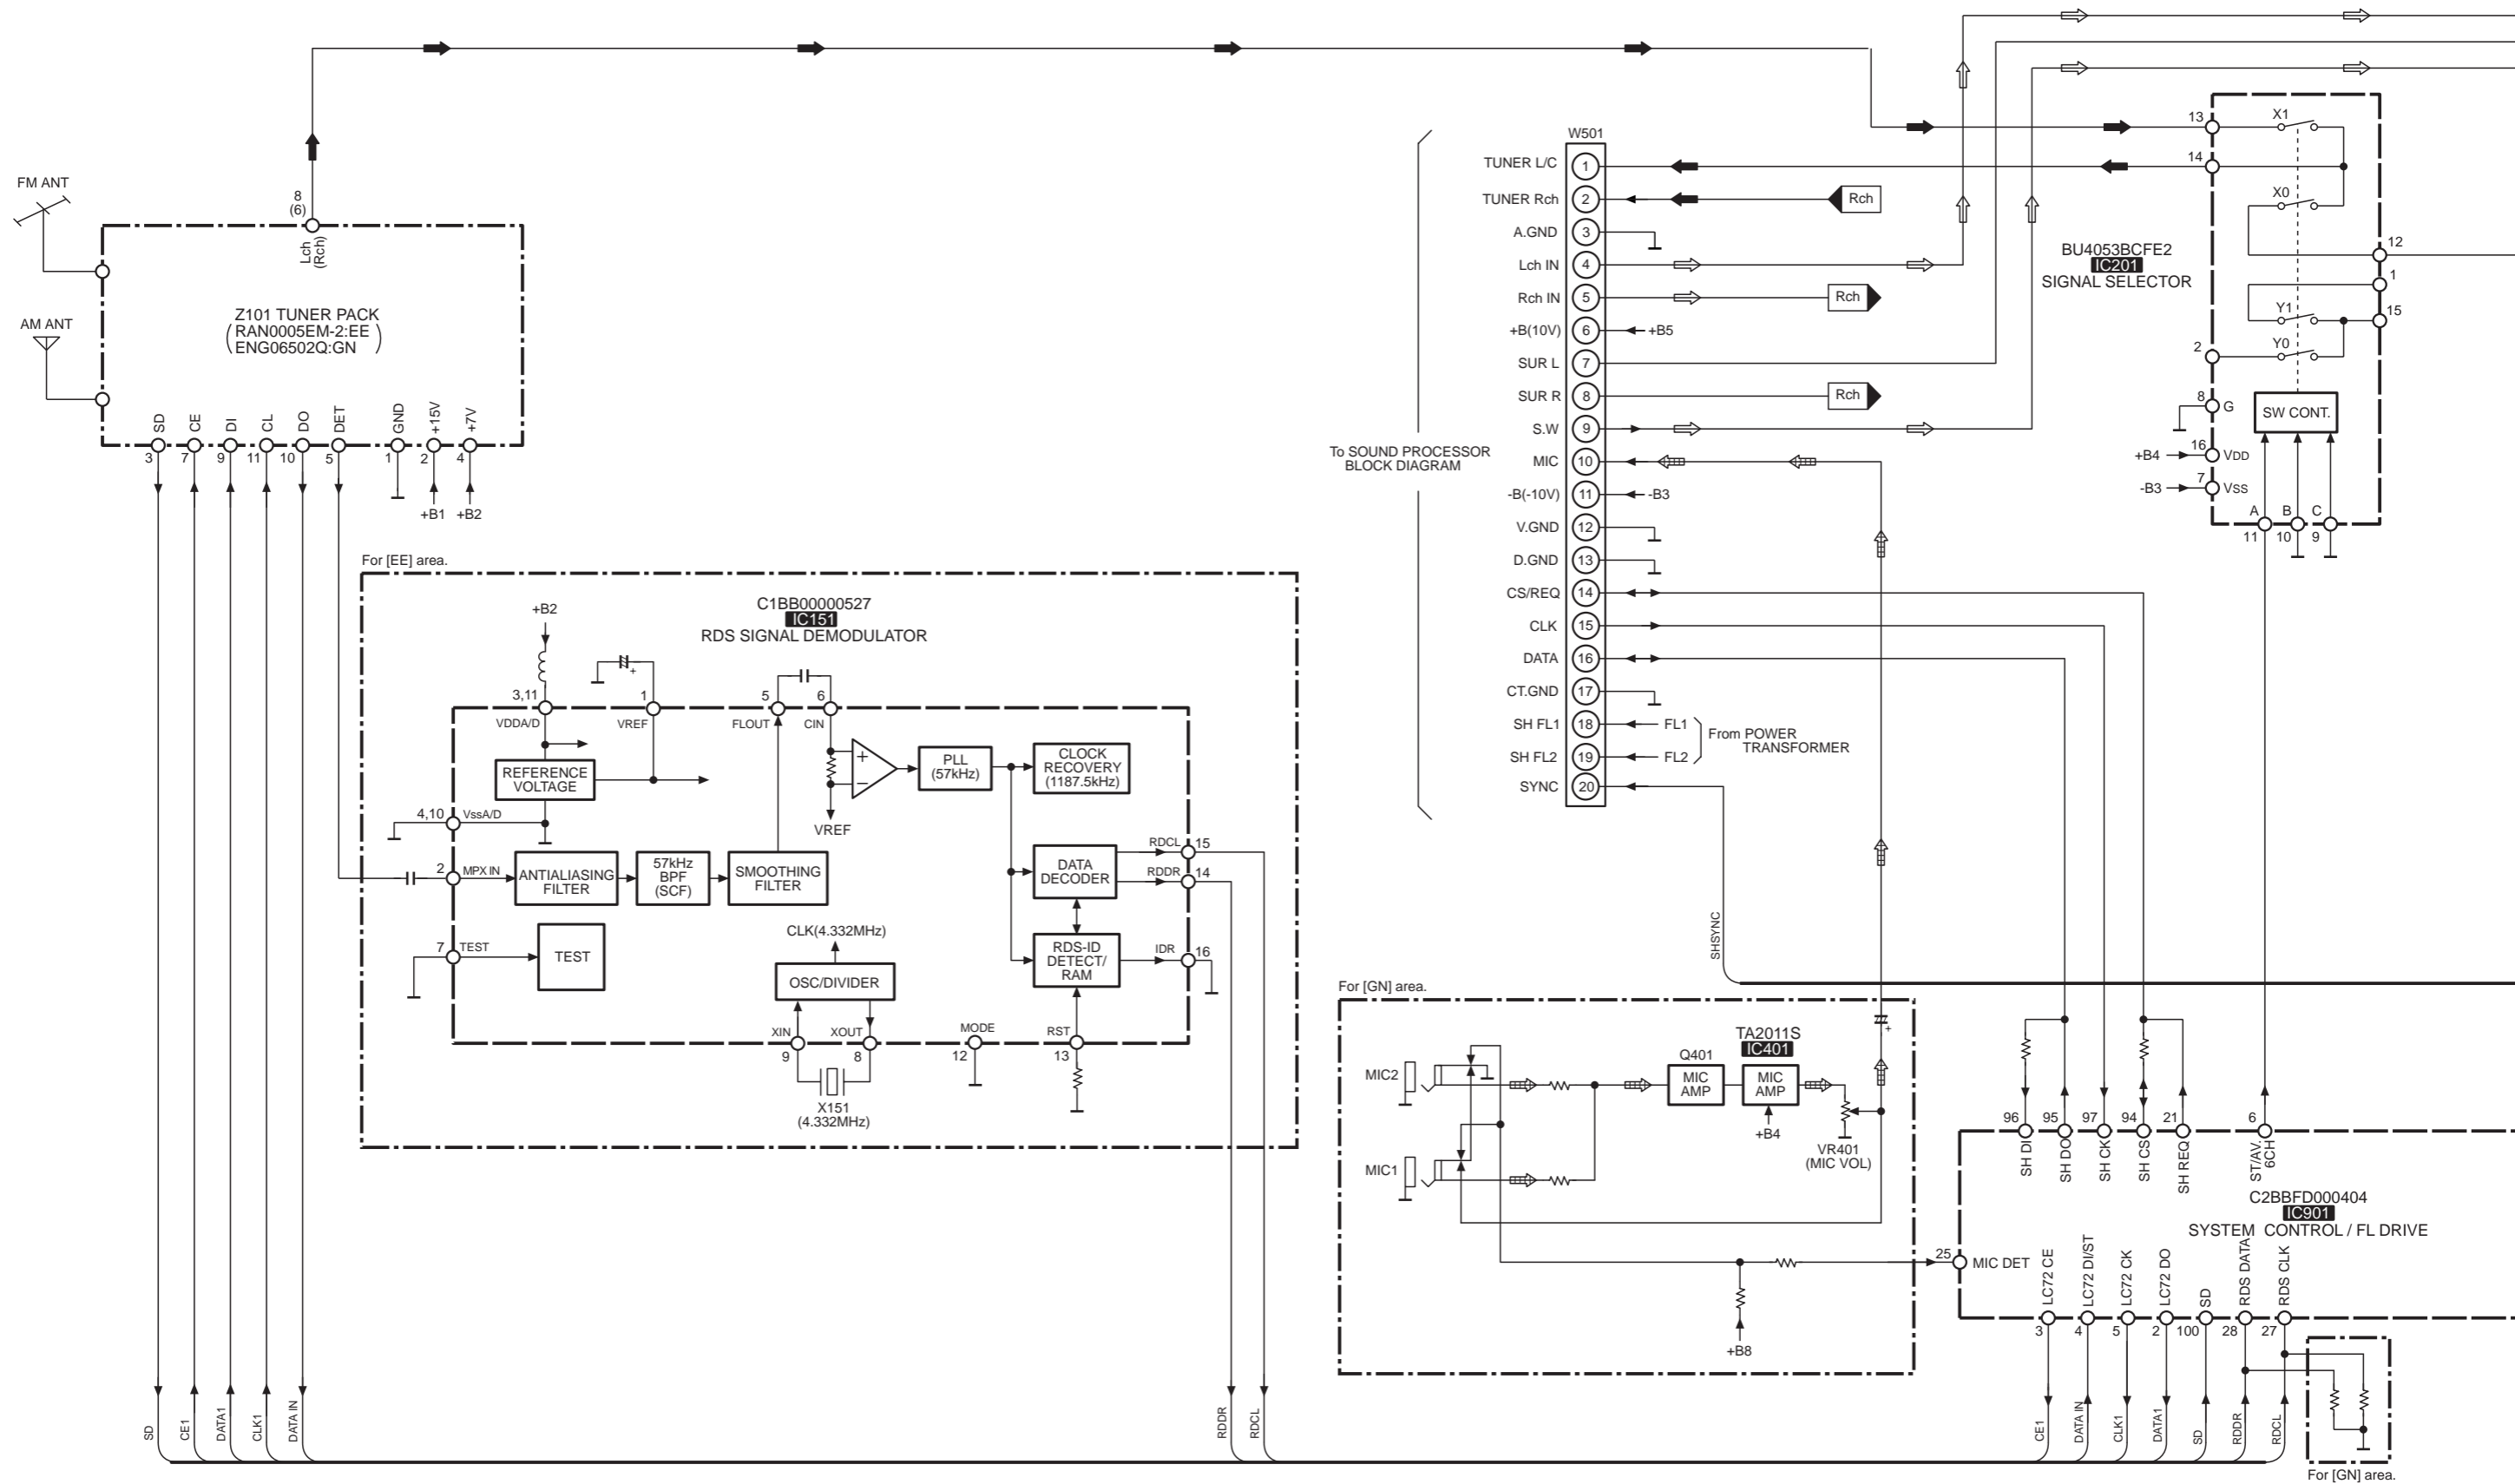 FM ANT
AM ANT
8
(6)
Lch
(Rch)
Z101 TUNER PACK
RAN0005EM-2:EE
ENG06502Q:GN
SD
CE
DI
CL
DO
DET
GND
+15V
+7V
3
7
9
11
10
5
1
2
4
+B1
+B2
For [EE] area.
C1BB00000527
IC151
RDS SIGNAL DEMODULATOR
+B2
+
3,11
1
5
6
VDDA/D
VREF
FLOUT
CIN
REFERENCE
VOLTAGE
+
−
VREF
PLL
(57kHz)
CLOCK
RECOVERY
(1187.5kHz)
4,10
VssA/D
2
MPX IN
ANTIALIASING
FILTER
57kHz
BPF
(SCF)
SMOOTHING
FILTER
DATA
DECODER
RDCL
15
RDDR
14
7
TEST
TEST
CLK(4.332MHz)
OSC/DIVIDER
RDS-ID
DETECT/
RAM
IDR
16
XIN
XOUT
MODE
RST
9
8
12
13
X151
(4.332MHz)
SD
CE1
DATA1
CLK1
DATA IN
RDDR
RDCL
To SOUND PROCESSOR
BLOCK DIAGRAM
W501
TUNER L/C
1
TUNER Rch
2
Rch
A.GND
3
Lch IN
4
Rch IN
5
Rch
+B(10V)
6
+B5
SUR L
7
SUR R
8
Rch
S.W
9
MIC
10
-B(-10V)
11
-B3
V.GND
12
D.GND
13
CS/REQ
14
CLK
15
DATA
16
CT.GND
17
SH FL1
18
FL1
SH FL2
19
FL2
From POWER
TRANSFORMER
SYNC
20
SHSYNC
BU4053BCFE2
IC201
SIGNAL SELECTOR
13
X1
14
X0
12
1
Y1
15
2
Y0
8
G
SW CONT.
+B4
16
VDD
-B3
7
VSS
A
B
C
11
10
9
For [GN] area.
MIC2
MIC1
Q401
MIC
AMP
TA2011S
IC401
MIC
AMP
+B4
+
VR401
(MIC VOL)
+B8
25
MIC DET
96
95
97
94
21
6
SH DI
SH DO
SH CK
SH CS
SH REQ
ST/AV.
6CH
C2BBFD000404
IC901
SYSTEM CONTROL / FL DRIVE
LC72 CE
LC72 DI/ST
LC72 CK
LC72 DO
SD
RDS DATA
RDS CLK
3
4
5
2
100
28
27
CE1
DATA IN
CLK1
DATA1
SD
RDDR
RDCL
For [GN] area.